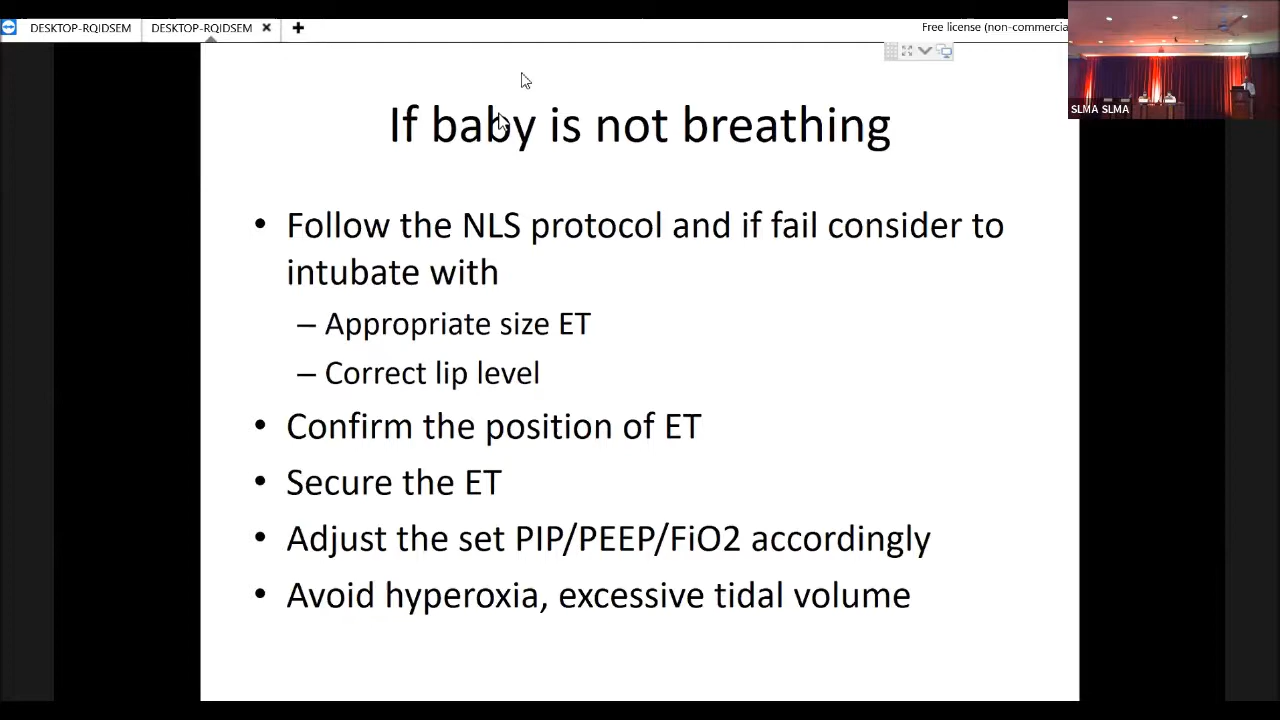 DESKTOP-RQIDSEM DESKTOP-RQIDSEM
Free license (non-commercia
SLMA SLMA
If baby is not breathing
• Follow the NLS protocol and if fail consider to
intubate with
– Appropriate size ET
– Correct lip level
• Confirm the position of ET
• Secure the ET
• Adjust the set PIP/PEEP/FiO2 accordingly
• Avoid hyperoxia, excessive tidal volume